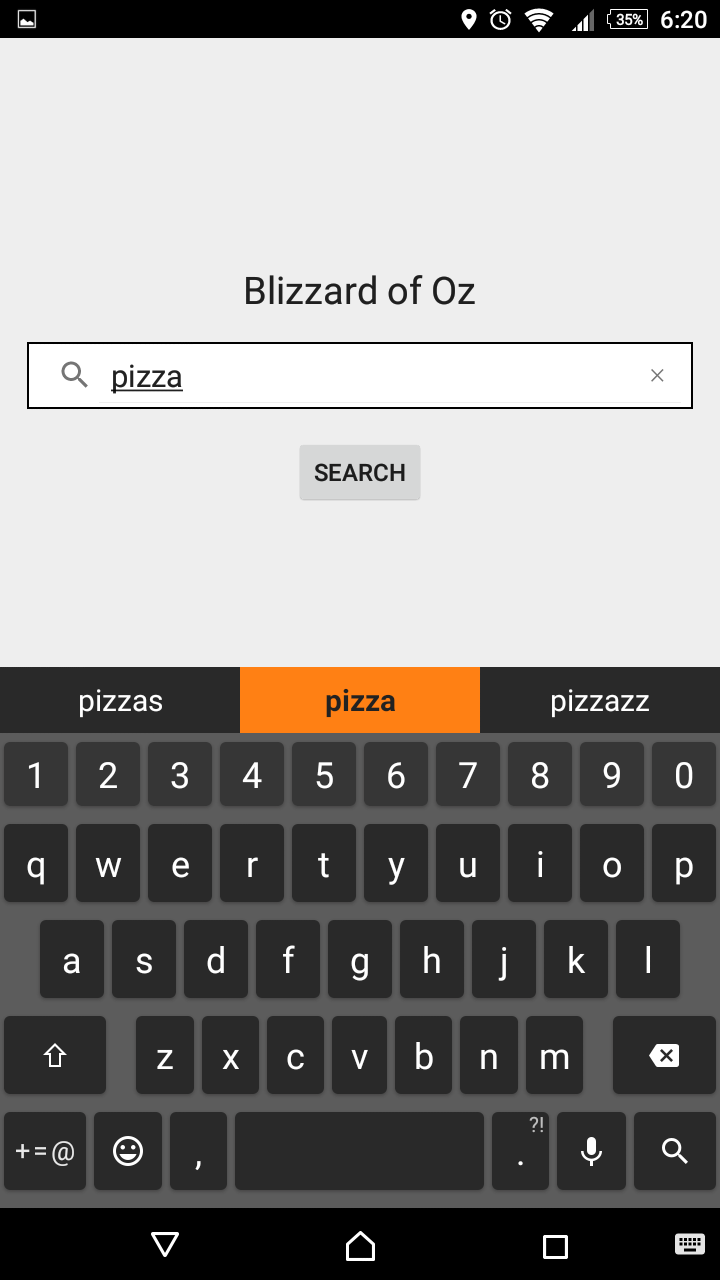 35% 6:20
Blizzard of Oz
pizza
SEARCH
pizzas pizza pizzazz
1 2 3 4 5 6 7 8 9 0
q w e r t y u i o p
a s d f g h j k l
z x c v b n m
+=@ , . ?!